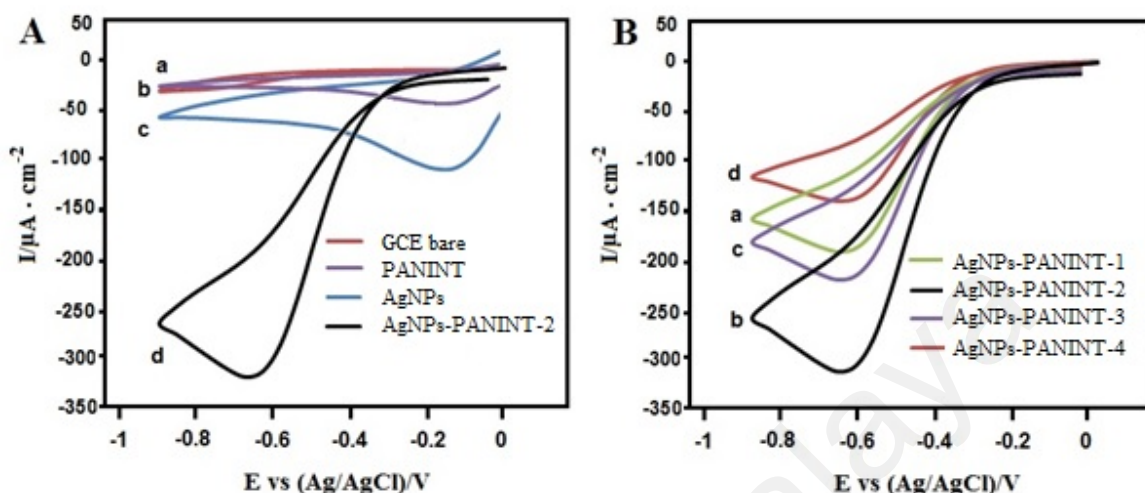 A
I/μA · cm⁻²
50
0
-50
-100
-150
-200
-250
-300
-350
a
b
c
d
GCE bare
PANINT
AgNPs
AgNPs-PANINT-2
-1
-0.8
-0.6
-0.4
-0.2
0
E vs (Ag/AgCl)/V
B
I/μA · cm⁻²
50
0
-50
-100
-150
-200
-250
-300
-350
d
a
c
b
AgNPs-PANINT-1
AgNPs-PANINT-2
AgNPs-PANINT-3
AgNPs-PANINT-4
-1
-0.8
-0.6
-0.4
-0.2
0
E vs (Ag/AgCl)/V
alaya